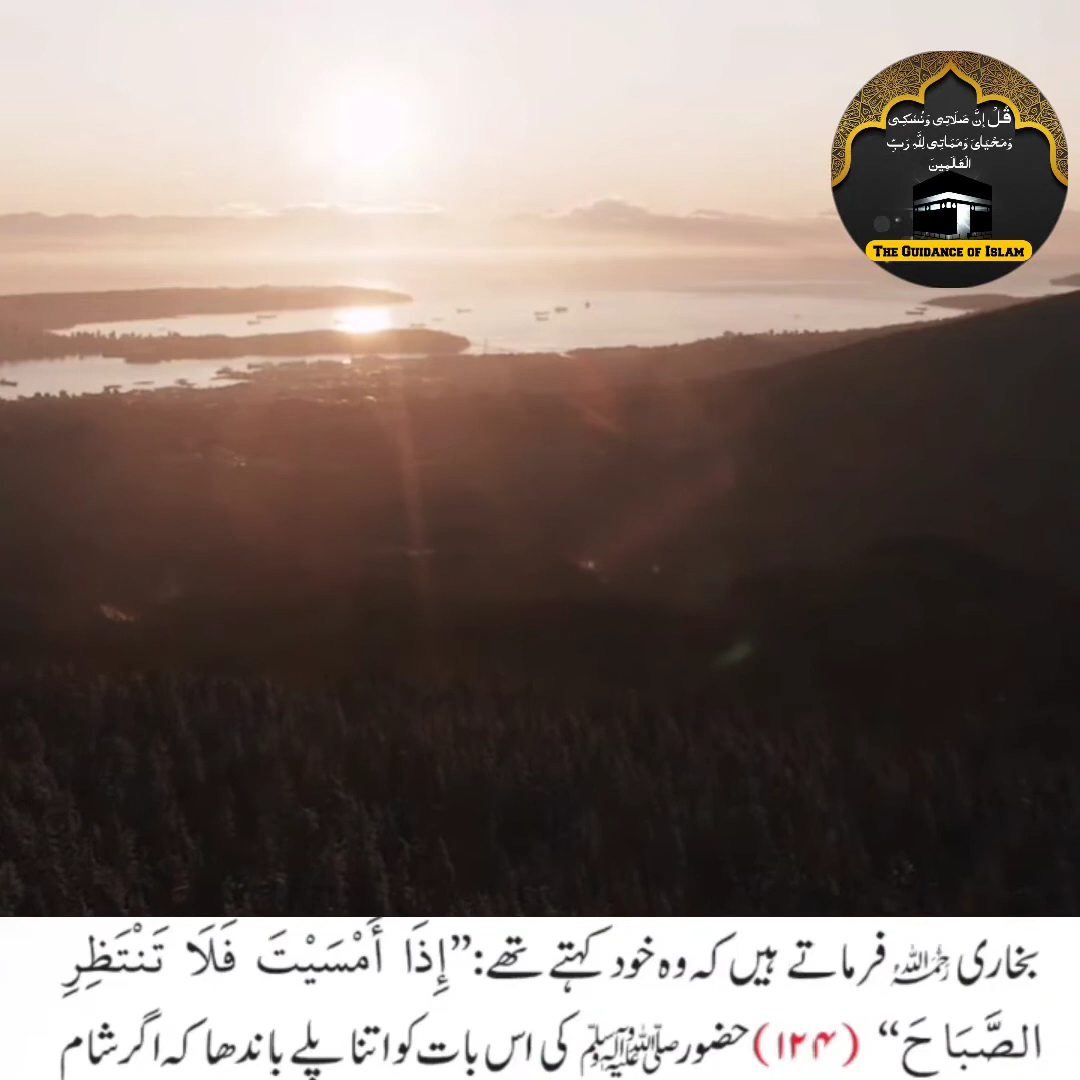 قُلْ إِنَّ صَلَاتِي وَنُسُكِي
وَمَحْيَايَ وَمَمَاتِي لِلَّهِ رَبِّ
الْعَالَمِينَ
THE GUIDANCE OF ISLAM
بخاری رحمہ اللہ فرماتے ہیں کہ وہ خود کہتے تھے: ”إِذَا أَمْسَيْتَ فَلَا تَنْتَظِرِ
الصَّبَاحَ“ (۱۲۴) حضور صلی اللہ علیہ وسلم کی اس بات کو اتنا پلے باندھا کہ اگر شام